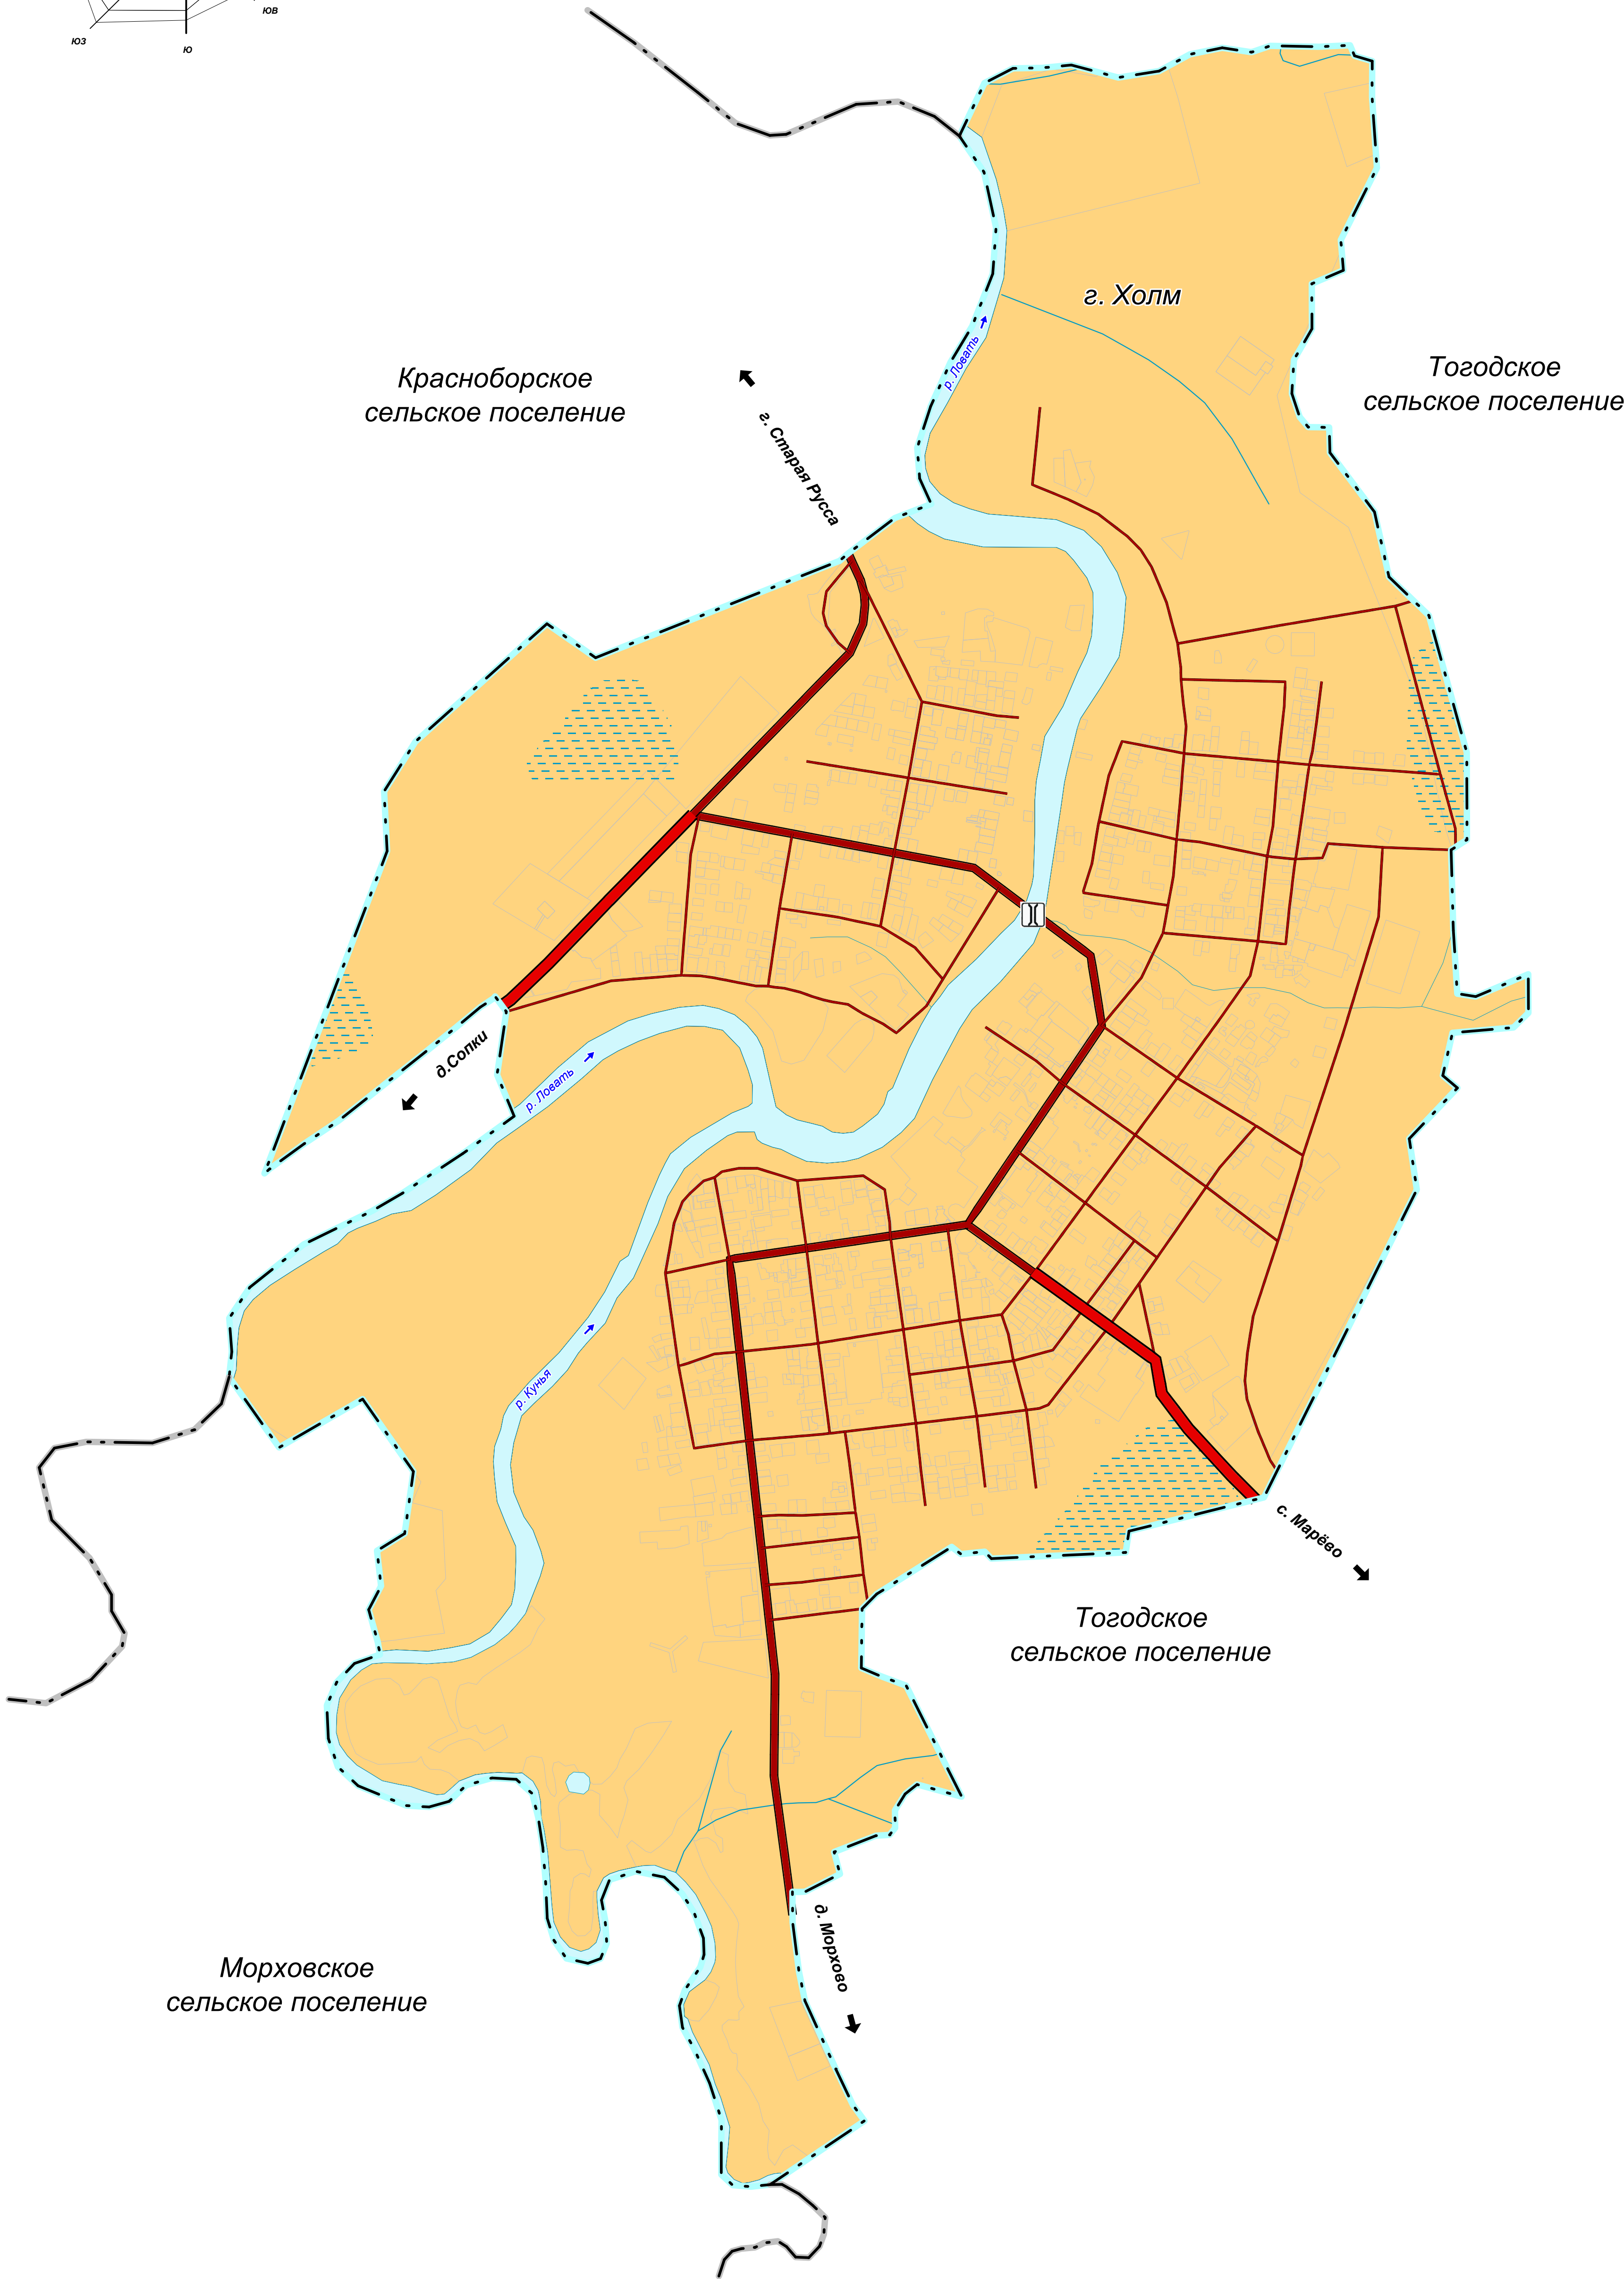 ЮВ
ЮЗ
Ю
г. Холм
р. Ловать
Красноборское
сельское поселение
Тогодское
сельское поселение
г. Старая Русса
д.Сопки
р. Ловать
р. Кунья
с. Марёво
Тогодское
сельское поселение
д. Морхово
Морховское
сельское поселение